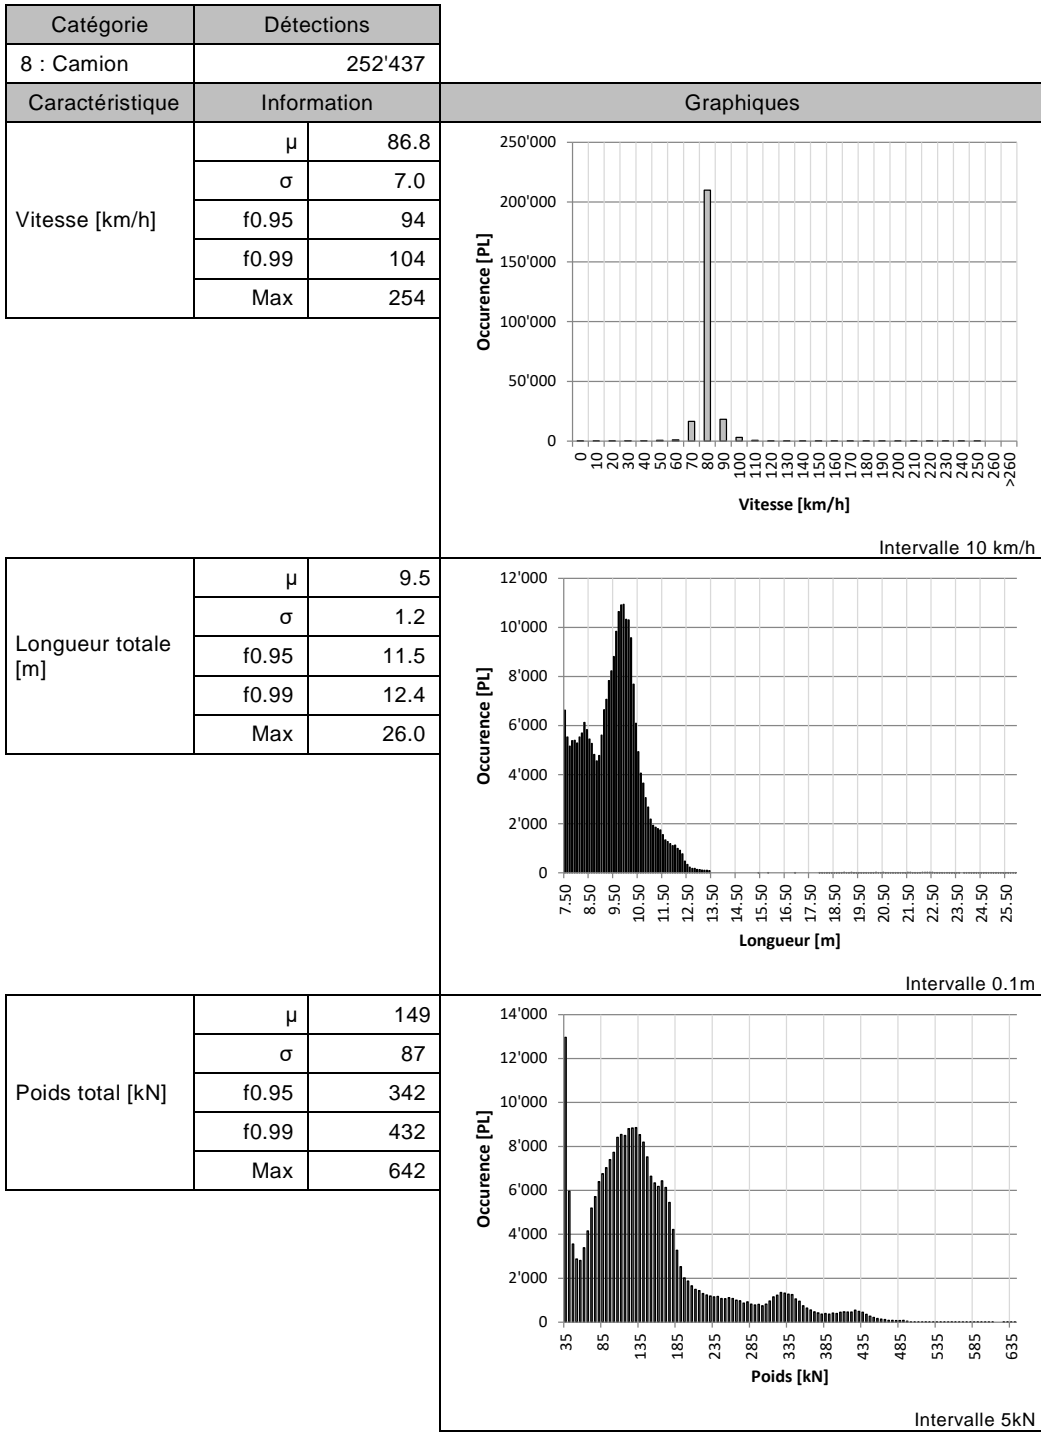 Catégorie Détections
8 : Camion 252'437
Caractéristique Information Graphiques
Vitesse [km/h]
μ 86.8
σ 7.0
f0.95 94
f0.99 104
Max 254
250'000
200'000
150'000
100'000
50'000
0
Occurence [PL]
0 10 20 30 40 50 60 70 80 90 100 110 120 130 140 150 160 170 180 190 200 210 220 230 240 250 260 >260
Vitesse [km/h]
Intervalle 10 km/h
Longueur totale
[m]
μ 9.5
σ 1.2
f0.95 11.5
f0.99 12.4
Max 26.0
12'000
10'000
8'000
6'000
4'000
2'000
0
Occurence [PL]
7.50 8.50 9.50 10.50 11.50 12.50 13.50 14.50 15.50 16.50 17.50 18.50 19.50 20.50 21.50 22.50 23.50 24.50 25.50
Longueur [m]
Intervalle 0.1m
Poids total [kN]
μ 149
σ 87
f0.95 342
f0.99 432
Max 642
14'000
12'000
10'000
8'000
6'000
4'000
2'000
0
Occurence [PL]
35 85 135 185 235 285 335 385 435 485 535 585 635
Poids [kN]
Intervalle 5kN